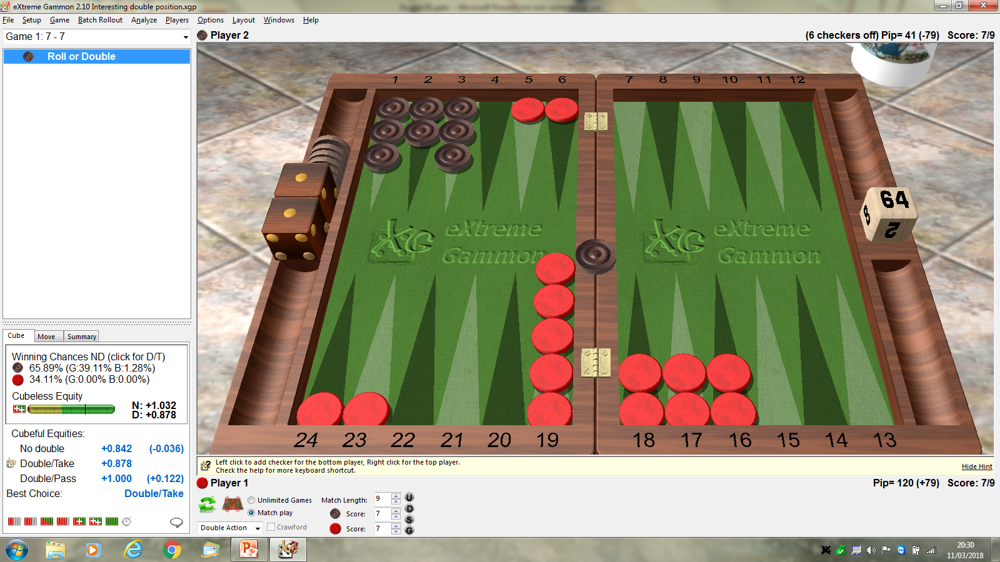 eXtreme Gammon 2.10 Interesting double position.xgp
File Setup Game Batch Rollout Analyze Players Options Layout Windows Help
Game 1: 7 - 7
Player 2 (6 checkers off) Pip= 41 (-79) Score: 7/9
Roll or Double
1 2 3 4 5 6 7 8 9 10 11 12
64
8
2
eXtreme Gammon
eXtreme Gammon
24 23 22 21 20 19 18 17 16 15 14 13
Cube Move Summary
Winning Chances ND (click for D/T)
65.89% (G:39.11% B:1.28%)
34.11% (G:0.00% B:0.00%)
Cubeless Equity
N: +1.032
D: +0.878
Cubeful Equities:
No double +0.842 (-0.036)
Double/Take +0.878
Double/Pass +1.000 (+0.122)
Best Choice: Double/Take
Left click to add checker for the bottom player, Right click for the top player.
Check the help for more keyboard shortcut.
Hide Hint
Player 1 Pip= 120 (+79) Score: 7/9
Unlimited Games
Match play
Match Length: 9
Score: 7
Score: 7
U
D
S
G
Double Action
Crawford
20:30
11/03/2018